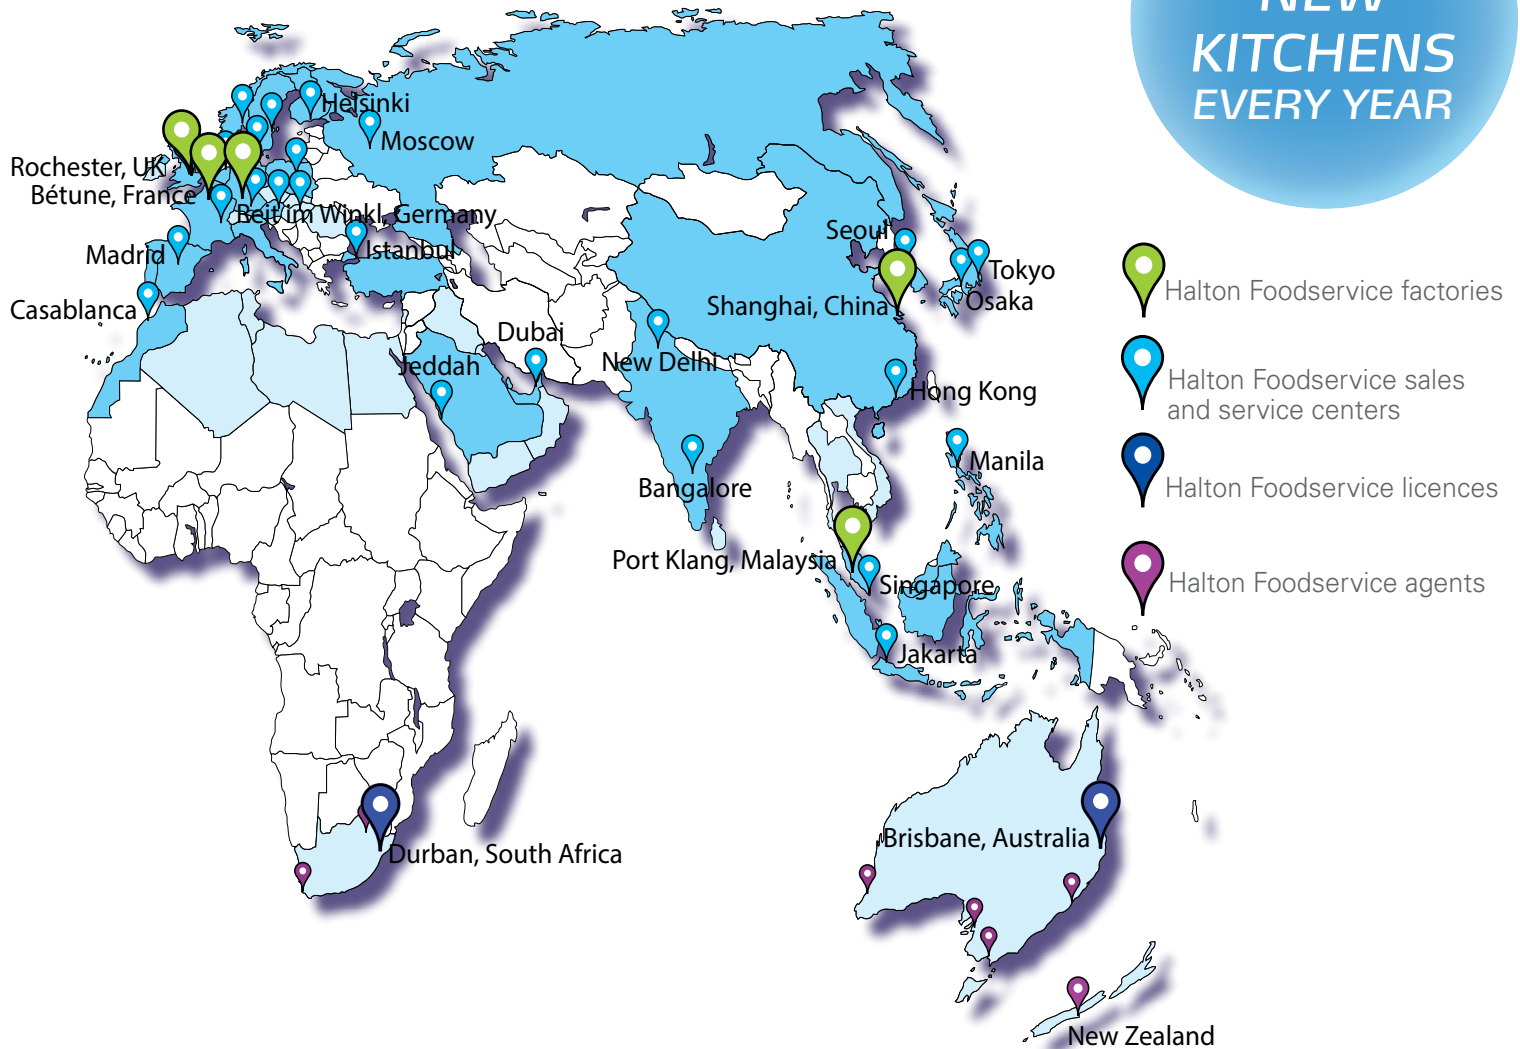 NEW
KITCHENS
EVERY YEAR
Helsinki
Moscow
Rochester, UK
Bétune, France
Beit im Winkl, Germany
Istanbul
Madrid
Casablanca
Seoul
Tokyo
Osaka
Shanghai, China
Dubai
New Delhi
Jeddah
Hong Kong
Manila
Bangalore
Port Klang, Malaysia
Singapore
Jakarta
Brisbane, Australia
Durban, South Africa
New Zealand
Halton Foodservice factories
Halton Foodservice sales
and service centers
Halton Foodservice licences
Halton Foodservice agents